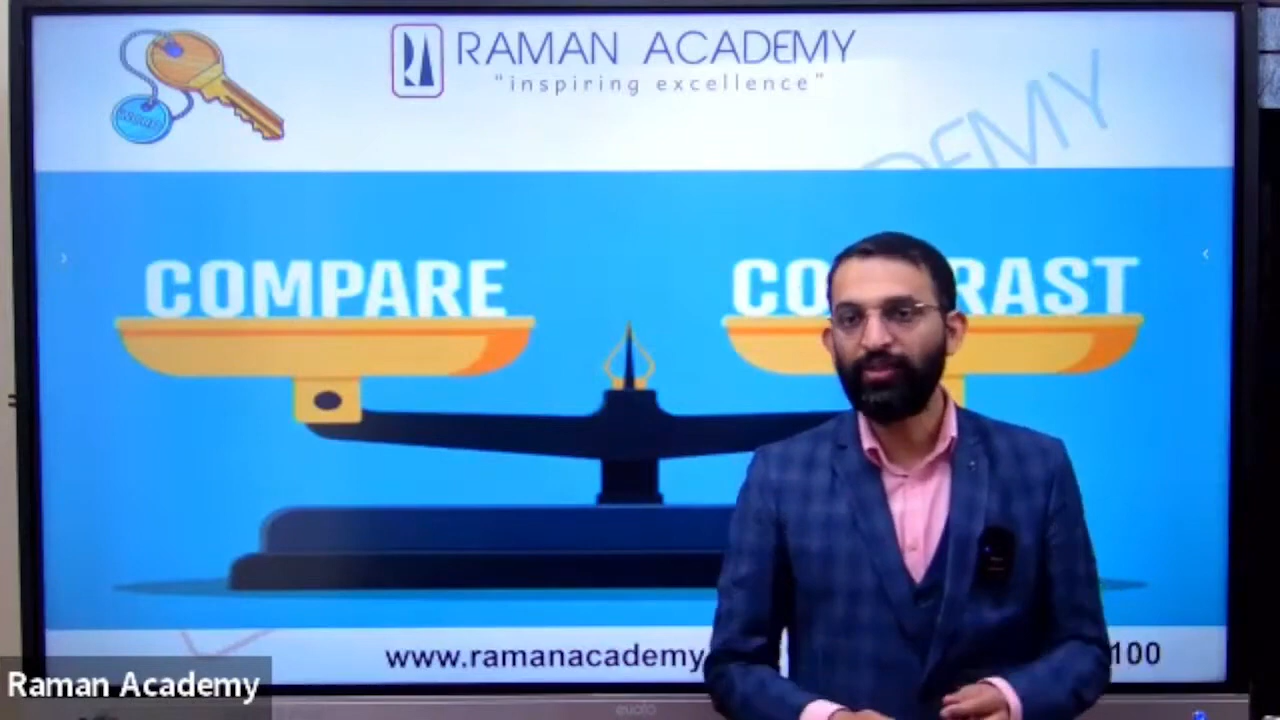 RAMAN ACADEMY
"inspiring excellence"
COMPARE
www.ramanacademy
100
Raman Academy